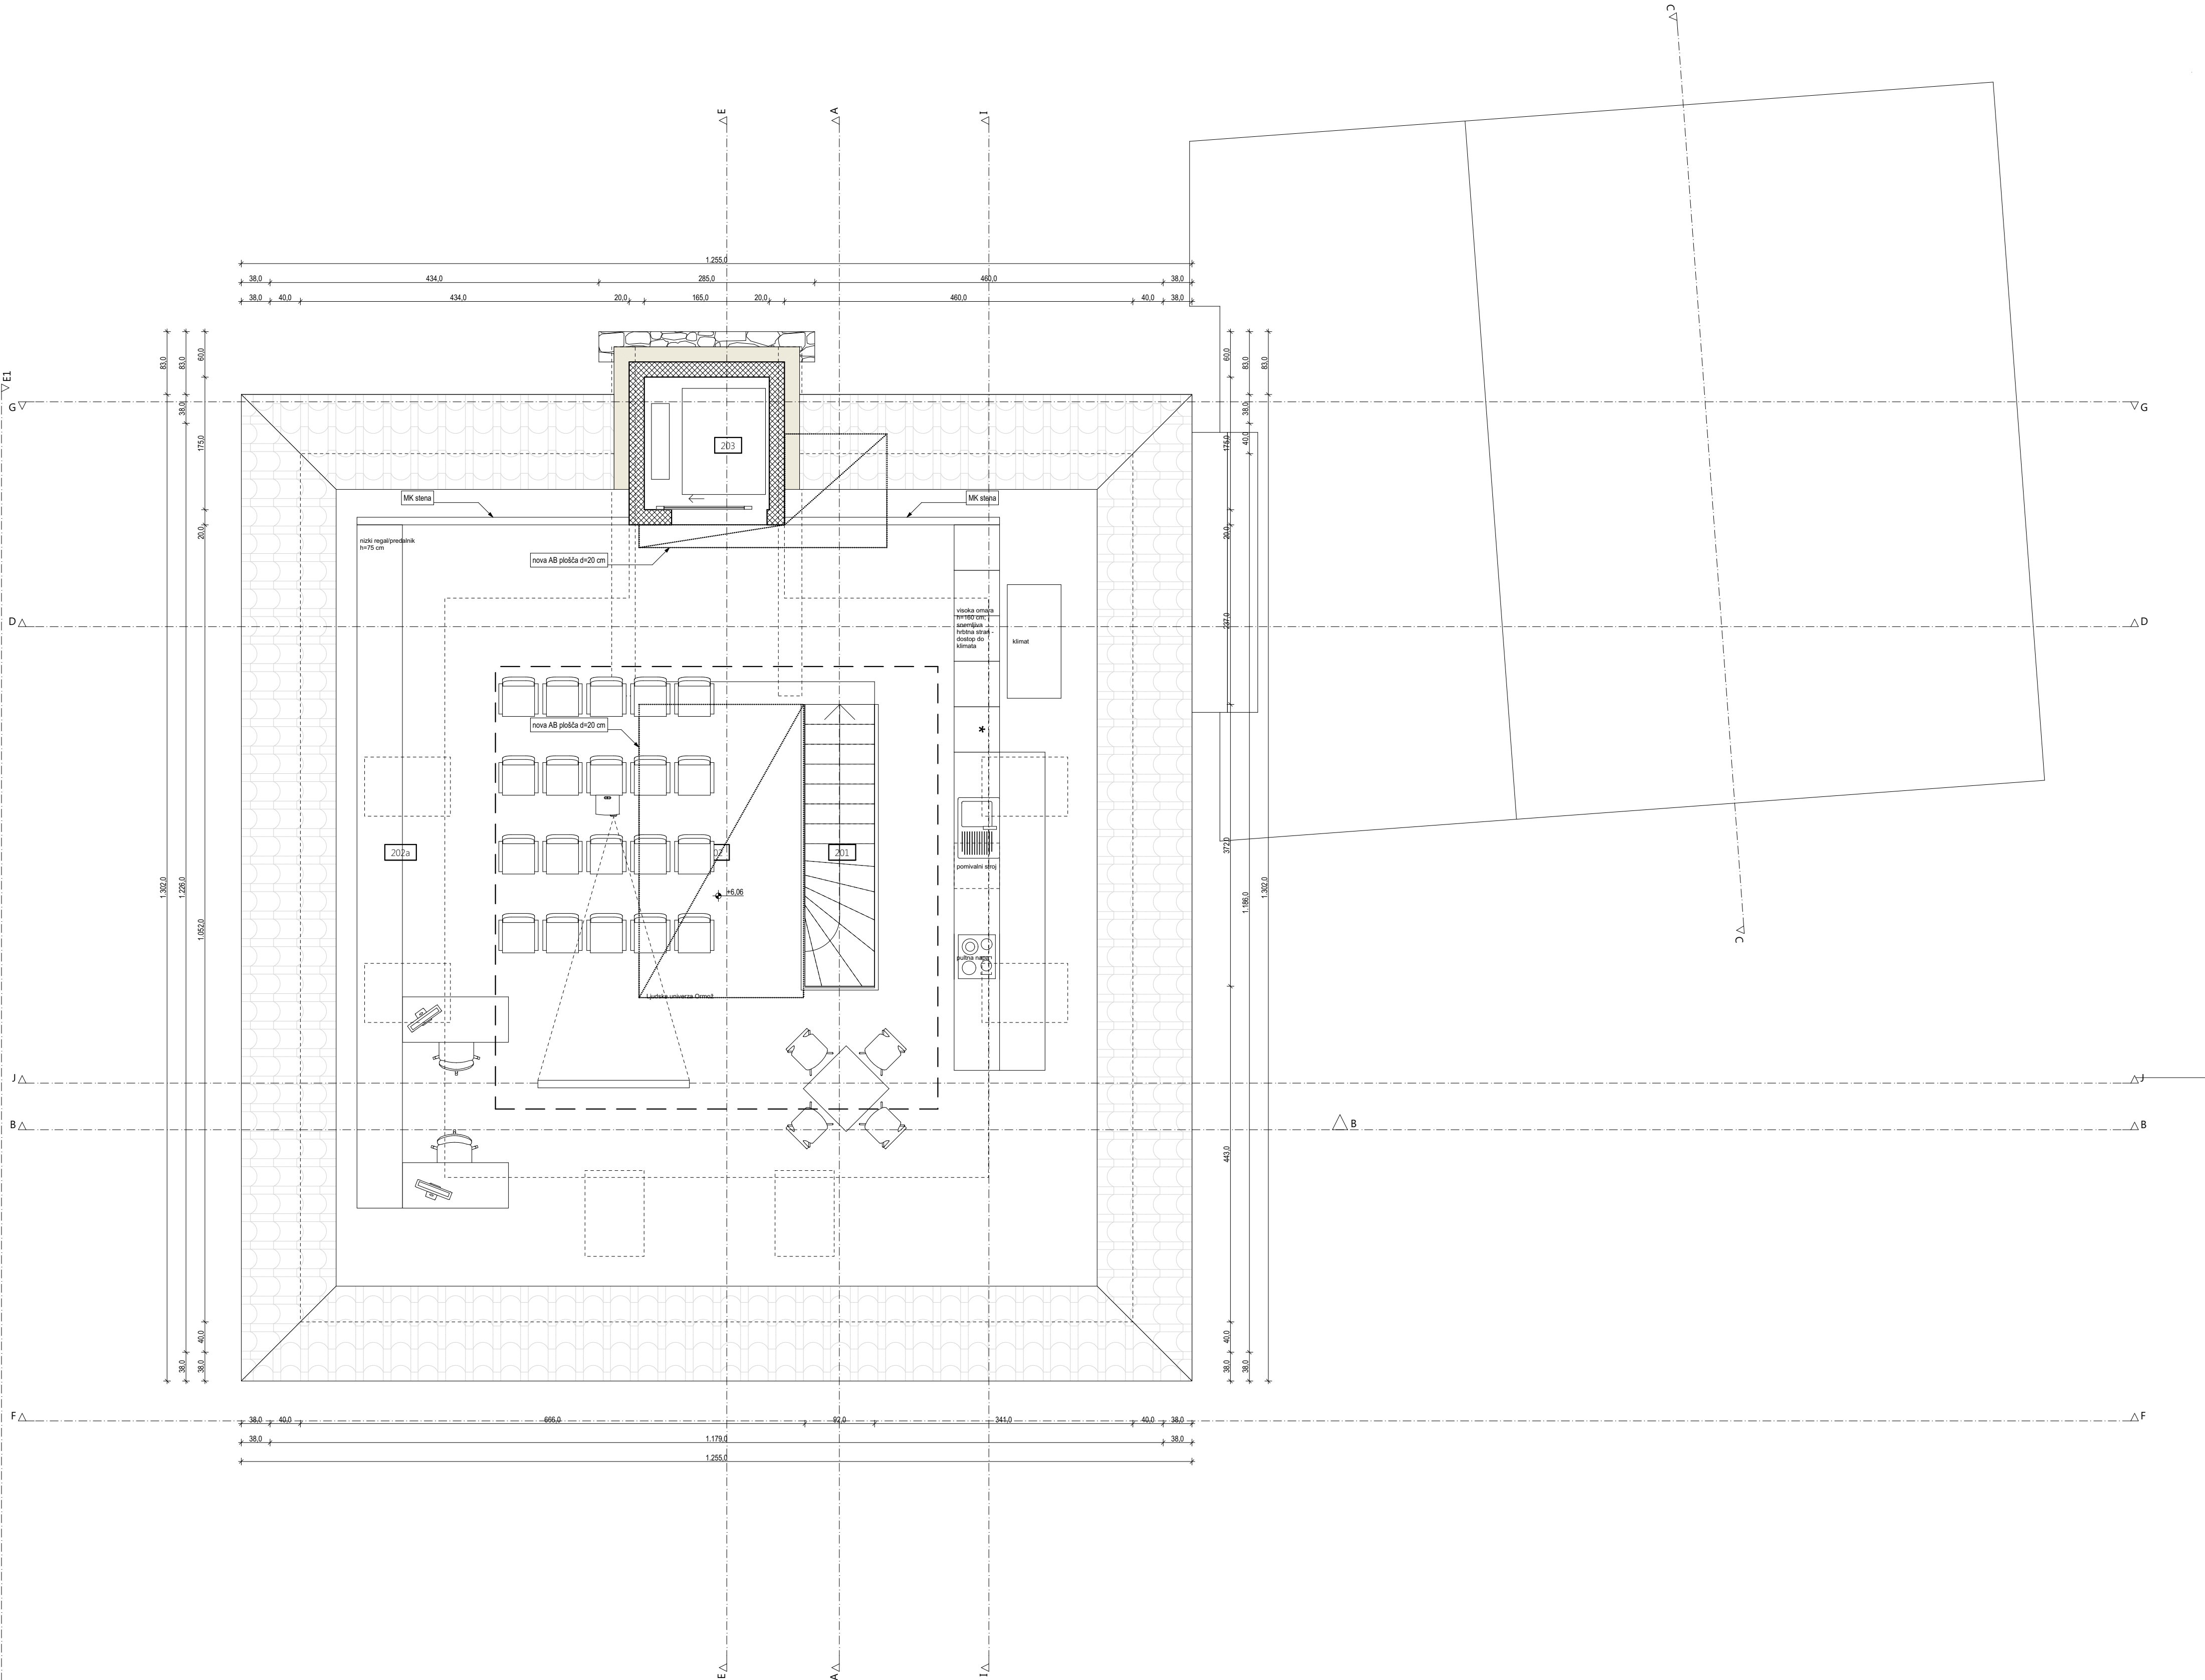 C
E
A
I
1.255,0
38,0
434,0
285,0
460,0
38,0
38,0
40,0
434,0
20,0
165,0
20,0
460,0
40,0
38,0
E1
83,0
83,0
60,0
60,0
83,0
83,0
G
G
38,0
38,0
175,0
175,0
40,0
203
MK stena
MK stena
20,0
20,0
nizki regal/predalnik
h=75 cm
nova AB plošča d=20 cm
D
D
237,0
visoka omara
h=160 cm,
snemljiva
hrbtna stran -
dostop do
klimata
klimat
nova AB plošča d=20 cm
*
202a
201
372,0
pomivalni stroj
+6,06
1.302,0
1.226,0
1.052,0
1.186,0
1.302,0
C
pultna napa
Ljudska univerza Ormož
J
J
B
B
B
443,0
40,0
38,0
38,0
40,0
38,0
38,0
F
F
38,0
40,0
666,0
92,0
341,0
40,0
38,0
38,0
1.179,0
38,0
1.255,0
E
A
I